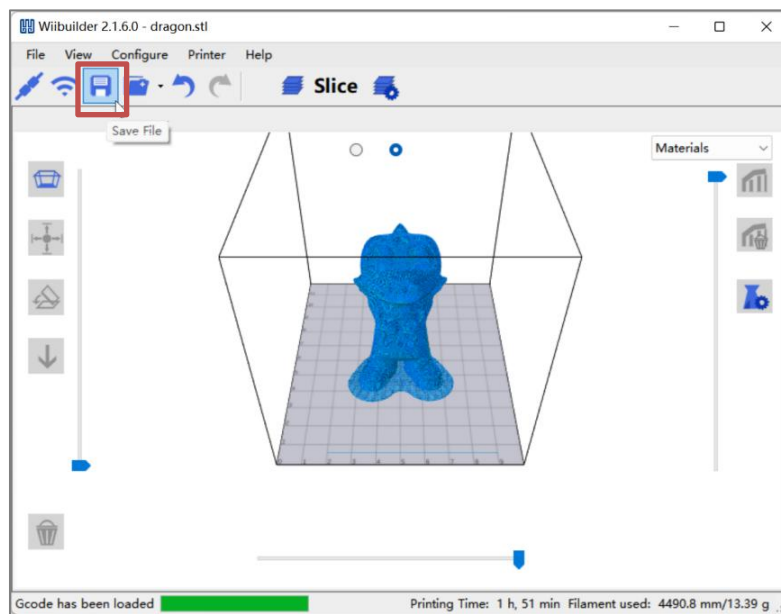 Wiibuilder 2.1.6.0 - dragon.stl
File View Configure Printer Help
Slice
Save File
Materials
Gcode has been loaded Printing Time: 1 h, 51 min Filament used: 4490.8 mm/13.39 g